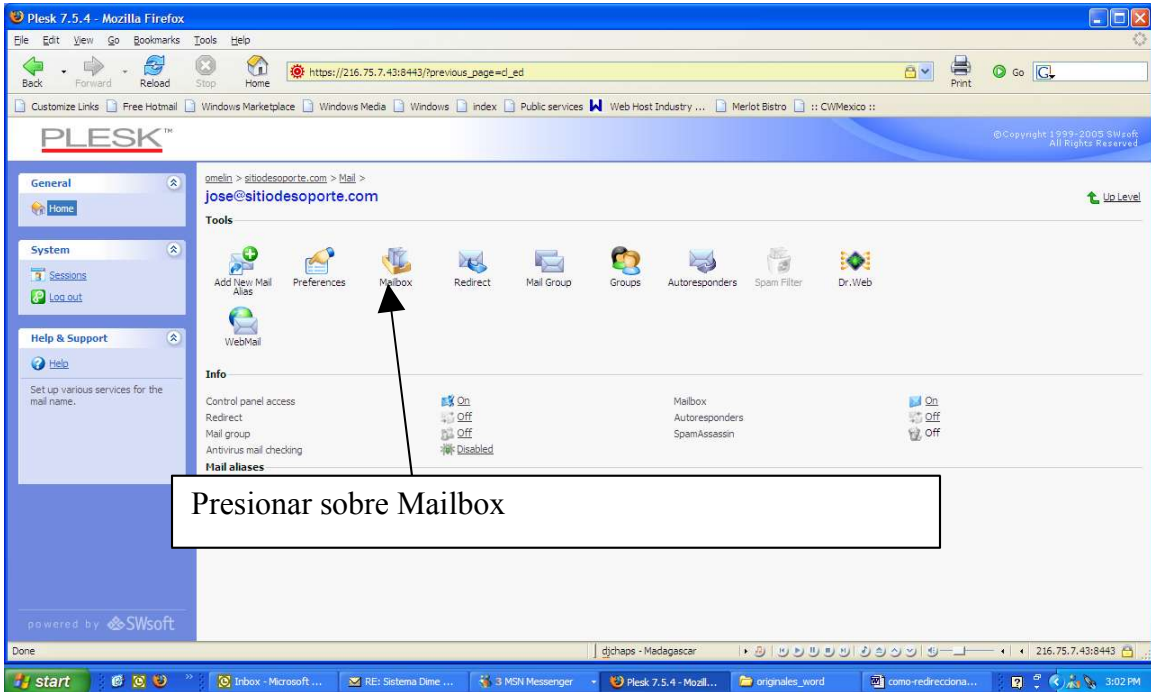 Plesk 7.5.4 - Mozilla Firefox
File Edit View Go Bookmarks Tools Help
Back Forward Reload Stop Home https://216.75.7.43:8443/?previous_page=cl_ed Print Go
Customize Links Free Hotmail Windows Marketplace Windows Media Windows index Public services Web Host Industry ... Merlot Bistro :: CWMexico ::
PLESK™
©Copyright 1999-2005 SWsoft
All Rights Reserved
General
Home
System
Sessions
Log out
Help & Support
Help
Set up various services for the
mail name.
omelin > sitiodesoporte.com > Mail >
jose@sitiodesoporte.com
Up Level
Tools
Add New Mail Alias Preferences Mailbox Redirect Mail Group Groups Autoresponders Spam Filter Dr.Web
WebMail
Info
Control panel access On Mailbox On
Redirect Off Autoresponders Off
Mail group Off SpamAssassin Off
Antivirus mail checking Disabled
Mail aliases
Presionar sobre Mailbox
powered by SWsoft
Done djchaps - Madagascar 216.75.7.43:8443
start Inbox - Microsoft ... RE: Sistema Dime ... 3 MSN Messenger Plesk 7.5.4 - Mozill... originales_word como-redirecciona... 3:02 PM